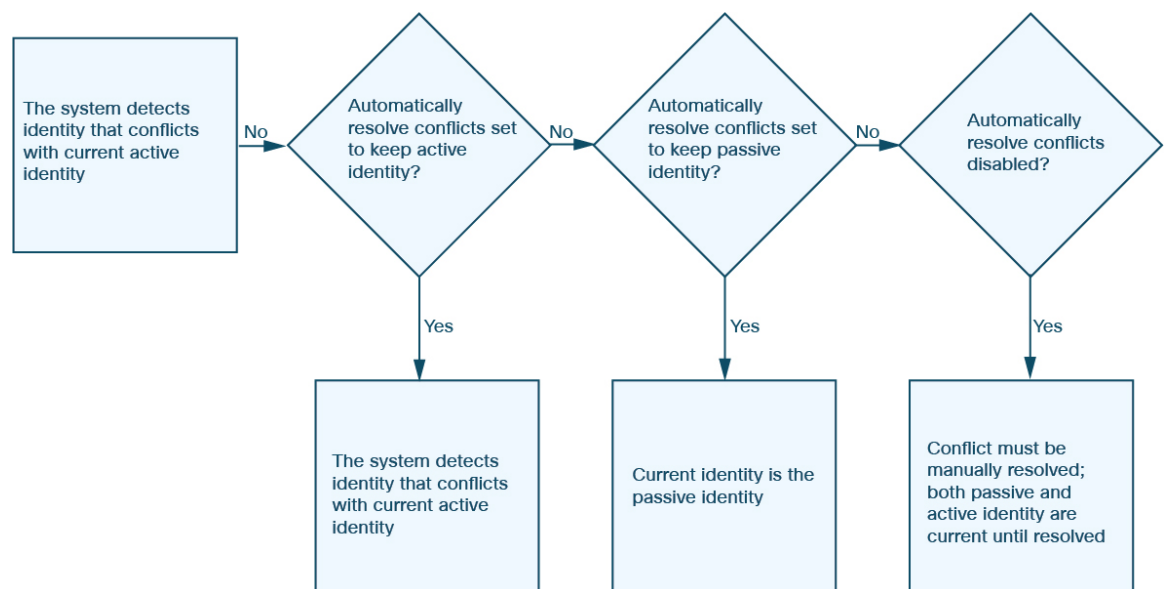 The system detects
identity that conflicts
with current active
identity
No
Automatically
resolve conflicts set
to keep active
identity?
No
Automatically
resolve conflicts set
to keep passive
identity?
No
Automatically
resolve conflicts
disabled?
Yes
Yes
Yes
The system detects
identity that conflicts
with current active
identity
Current identity is the
passive identity
Conflict must be
manually resolved;
both passive and
active identity are
current until resolved